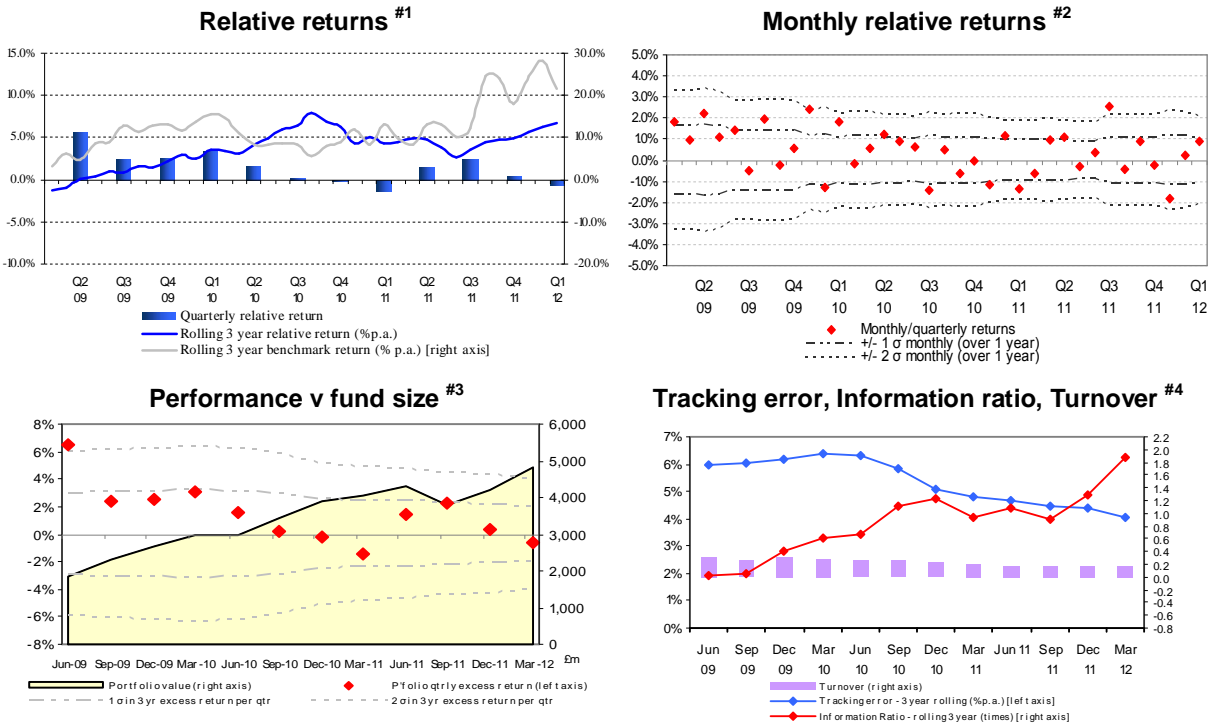 Relative returns #1
15.0%
10.0%
5.0%
0.0%
-5.0%
-10.0%
30.0%
20.0%
10.0%
0.0%
-10.0%
-20.0%
Q2 Q3 Q4 Q1 Q2 Q3 Q4 Q1 Q2 Q3 Q4 Q1
09 09 09 10 10 10 10 11 11 11 11 12
Quarterly relative return
Rolling 3 year relative return (%p.a.)
Rolling 3 year benchmark return (% p.a.) [right axis]
Monthly relative returns #2
5.0%
4.0%
3.0%
2.0%
1.0%
0.0%
-1.0%
-2.0%
-3.0%
-4.0%
-5.0%
Q2 Q3 Q4 Q1 Q2 Q3 Q4 Q1 Q2 Q3 Q4 Q1
09 09 09 10 10 10 10 11 11 11 11 12
Monthly/quarterly returns
+/- 1 σ monthly (over 1 year)
+/- 2 σ monthly (over 1 year)
Performance v fund size #3
8%
6%
4%
2%
0%
-2%
-4%
-6%
-8%
6,000
5,000
4,000
3,000
2,000
1,000
0
£m
Jun-09 Sep-09 Dec-09 Mar-10 Jun-10 Sep-10 Dec-10 Mar-11 Jun-11 Sep-11 Dec-11 Mar-12
Portfolio value (right axis)
P'folio qtrly excess return (left axis)
1 σ in 3 yr excess return per qtr
2 σ in 3 yr excess return per qtr
Tracking error, Information ratio, Turnover #4
7%
6%
5%
4%
3%
2%
1%
0%
2.2
2.0
1.8
1.6
1.4
1.2
1.0
0.8
0.6
0.4
0.2
0.0
-0.2
-0.4
-0.6
-0.8
Jun Sep Dec Mar Jun Sep Dec Mar Jun 11 Sep Dec Mar
09 09 09 10 10 10 10 11 11 11 12
Turnover (right axis)
Tracking error - 3 year rolling (%p.a.) [left axis]
Information Ratio - rolling 3 year (times) [right axis]